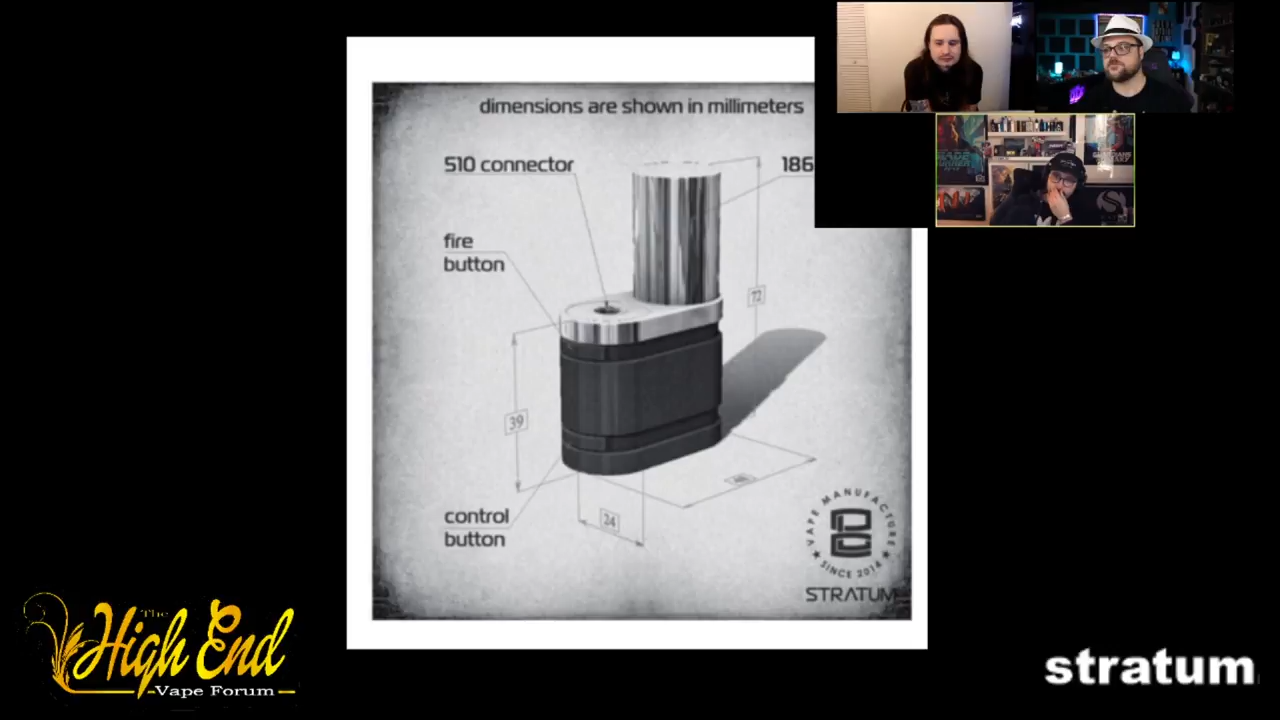 dimensions are shown in millimeters
510 connector
186
fire
button
72
39
24
control
button
VAPE MANUFACTURE
SINCE 2014
STRATUM
The
High End
Vape Forum
stratum